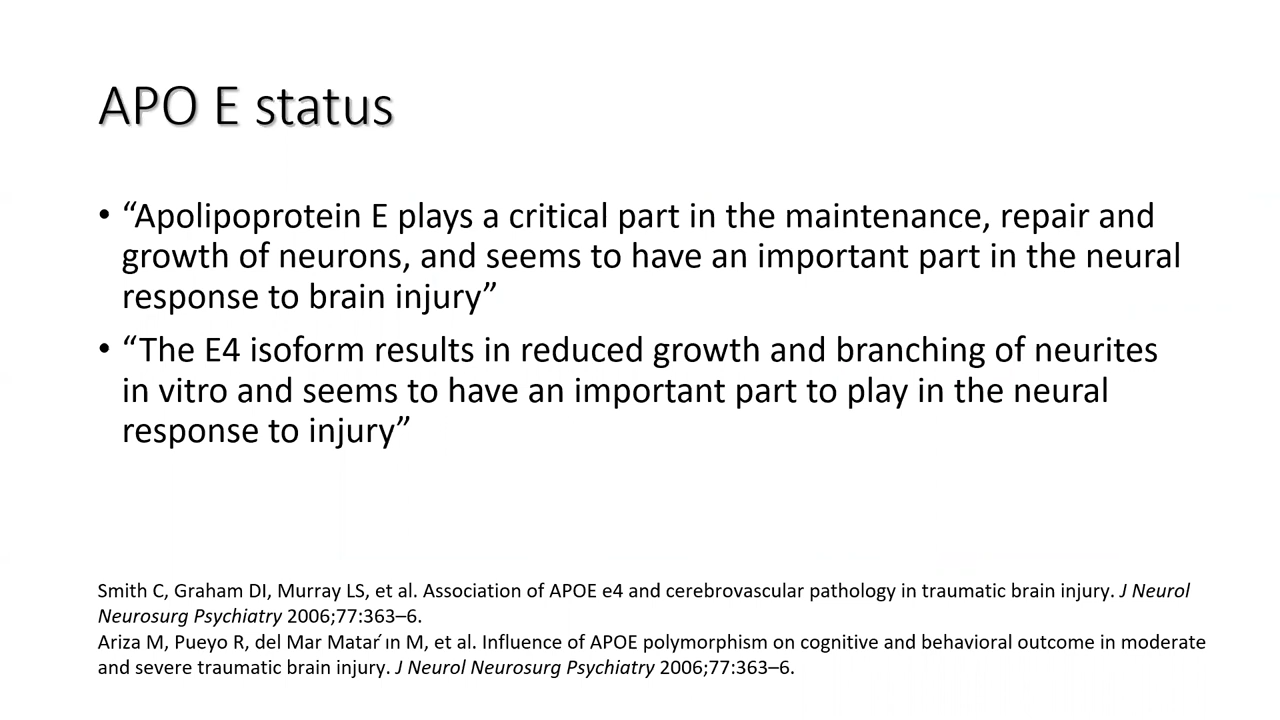 APO E status
• “Apolipoprotein E plays a critical part in the maintenance, repair and
growth of neurons, and seems to have an important part in the neural
response to brain injury”
• “The E4 isoform results in reduced growth and branching of neurites
in vitro and seems to have an important part to play in the neural
response to injury”
Smith C, Graham DI, Murray LS, et al. Association of APOE e4 and cerebrovascular pathology in traumatic brain injury. J Neurol
Neurosurg Psychiatry 2006;77:363–6.
Ariza M, Pueyo R, del Mar Matar´ın M, et al. Influence of APOE polymorphism on cognitive and behavioral outcome in moderate
and severe traumatic brain injury. J Neurol Neurosurg Psychiatry 2006;77:363–6.